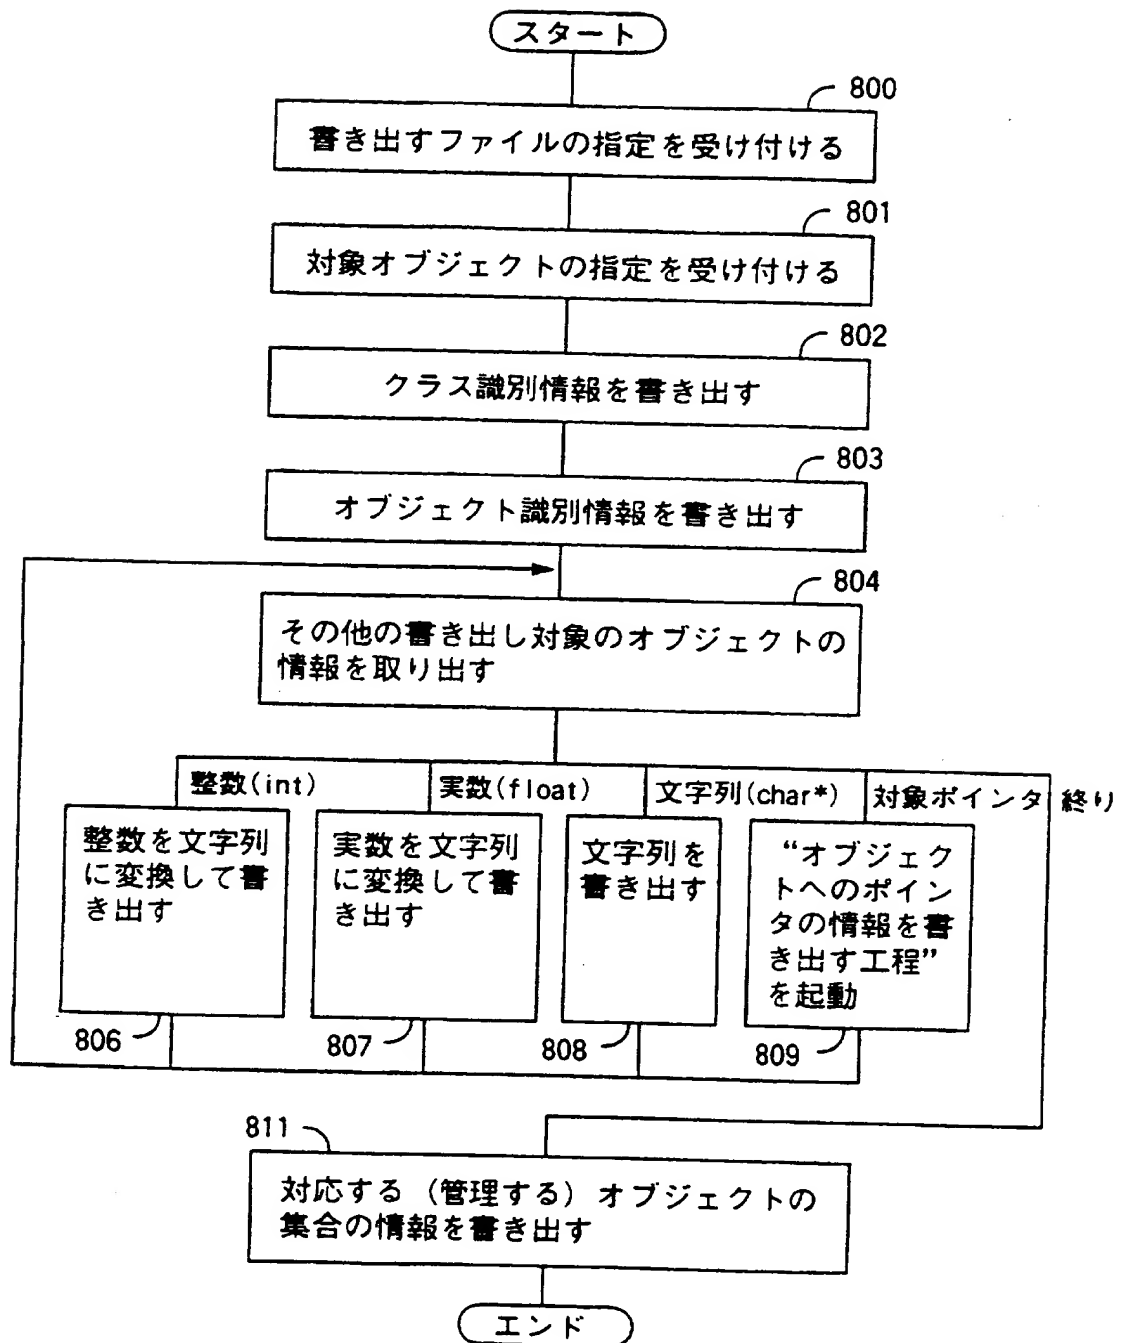 スタート
800
書き出すファイルの指定を受け付ける
801
対象オブジェクトの指定を受け付ける
802
クラス識別情報を書き出す
803
オブジェクト識別情報を書き出す
804
その他の書き出し対象のオブジェクトの
情報を取り出す
整数(int)
実数(float)
文字列(char*)
対象ポインタ
終り
整数を文字列
に変換して書
き出す
806
実数を文字列
に変換して書
き出す
807
文字列を
書き出す
808
“オブジェク
トへのポイン
タの情報を書
き出す工程”
を起動
809
811
対応する（管理する）オブジェクトの
集合の情報を書き出す
エンド